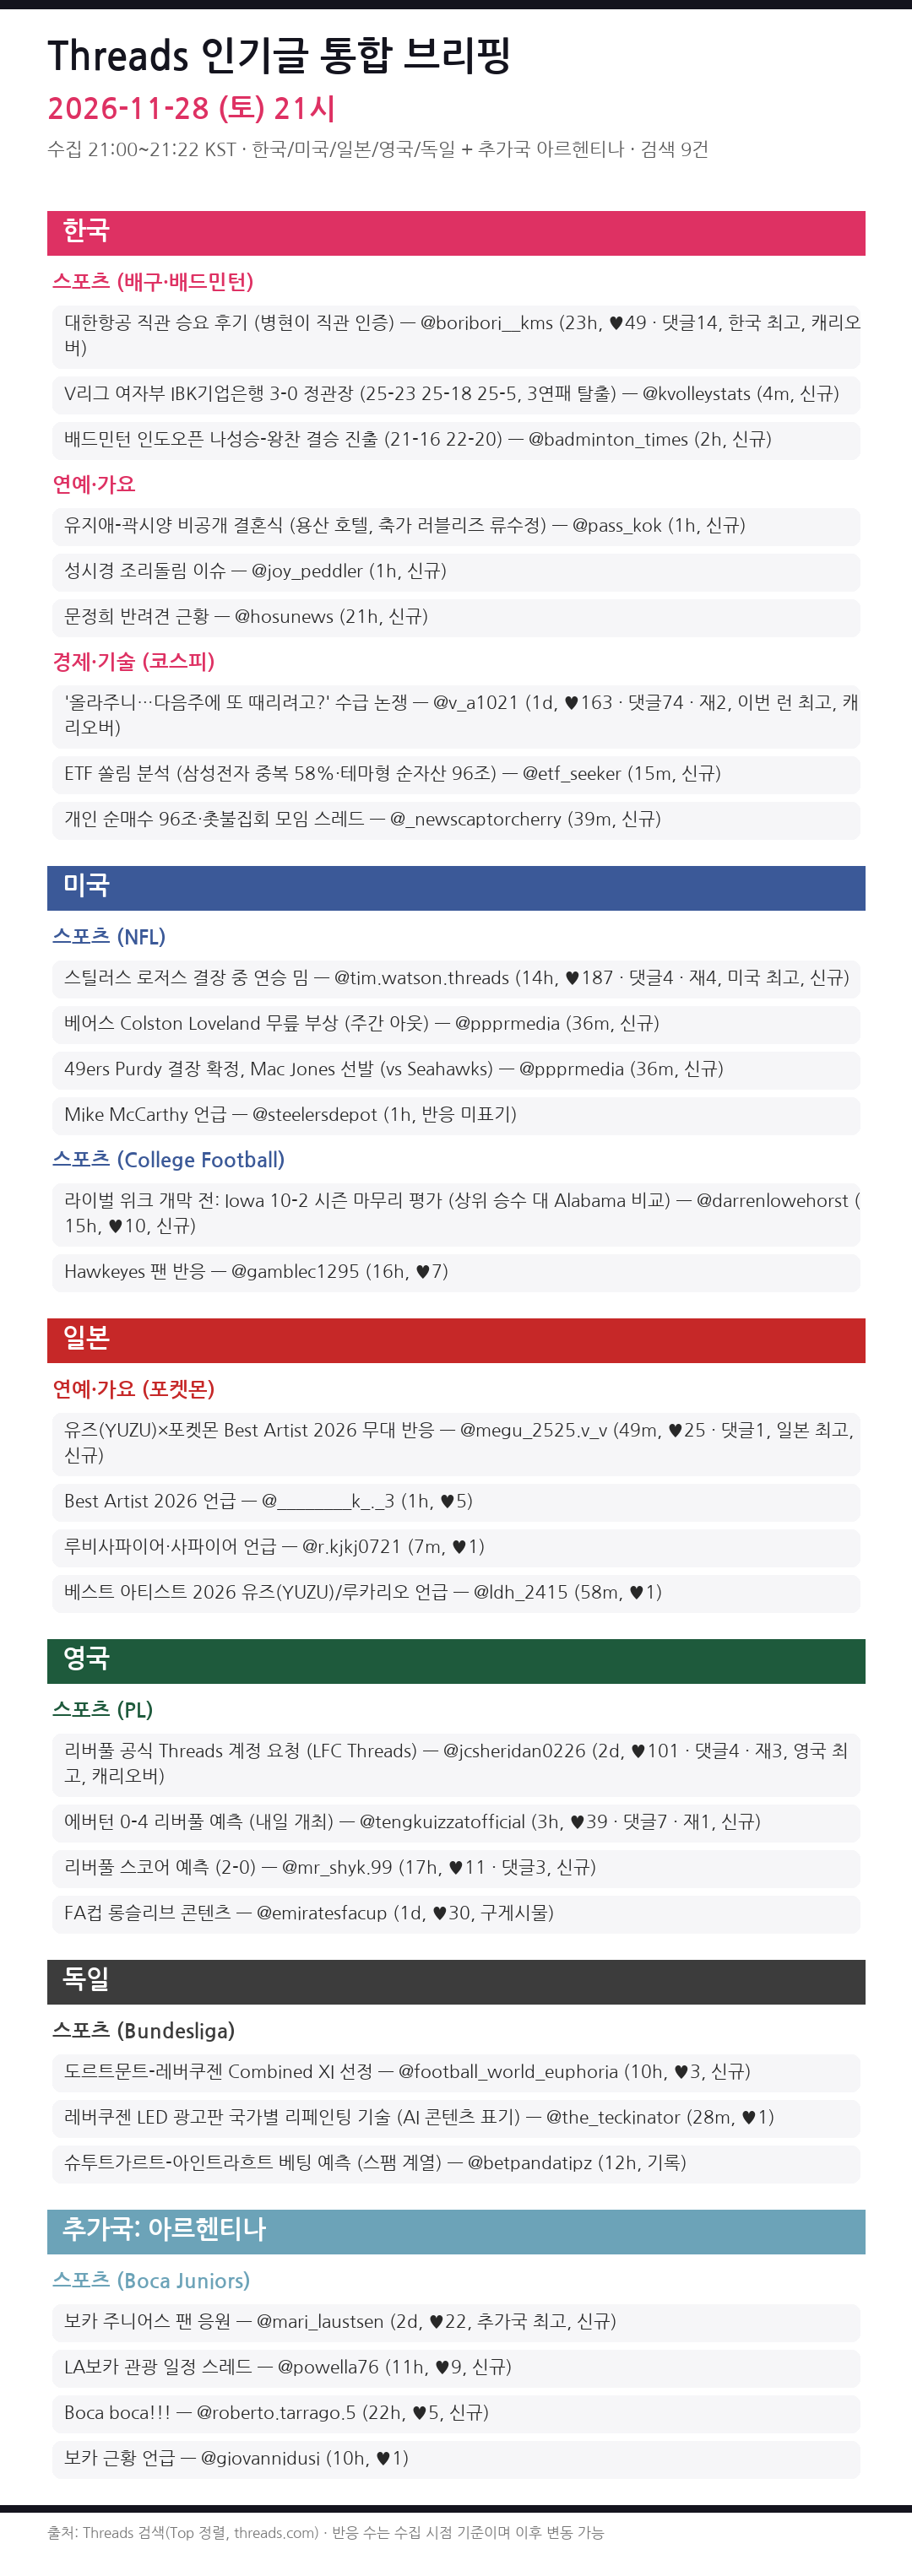 Threads 인기글 통합 브리핑
2026-11-28 (토) 21시
수집 21:00~21:22 KST · 한국/미국/일본/영국/독일 + 추가국 아르헨티나 · 검색 9건
한국
스포츠 (배구·배드민턴)
대한항공 직관 승요 후기 (병현이 직관 인증) — @boribori__kms (23h, ♥49 · 댓글14, 한국 최고, 캐리오
버)
V리그 여자부 IBK기업은행 3-0 정관장 (25-23 25-18 25-5, 3연패 탈출) — @kvolleystats (4m, 신규)
배드민턴 인도오픈 나성승-왕찬 결승 진출 (21-16 22-20) — @badminton_times (2h, 신규)
연예·가요
유지애-곽시양 비공개 결혼식 (용산 호텔, 축가 러블리즈 류수정) — @pass_kok (1h, 신규)
성시경 조리돌림 이슈 — @joy_peddler (1h, 신규)
문정희 반려견 근황 — @hosunews (21h, 신규)
경제·기술 (코스피)
'올라주니…다음주에 또 때리려고?' 수급 논쟁 — @v_a1021 (1d, ♥163 · 댓글74 · 재2, 이번 런 최고, 캐
리오버)
ETF 쏠림 분석 (삼성전자 중복 58%·테마형 순자산 96조) — @etf_seeker (15m, 신규)
개인 순매수 96조·촛불집회 모임 스레드 — @_newscaptorcherry (39m, 신규)
미국
스포츠 (NFL)
스틸러스 로저스 결장 중 연승 밈 — @tim.watson.threads (14h, ♥187 · 댓글4 · 재4, 미국 최고, 신규)
베어스 Colston Loveland 무릎 부상 (주간 아웃) — @ppprmedia (36m, 신규)
49ers Purdy 결장 확정, Mac Jones 선발 (vs Seahawks) — @ppprmedia (36m, 신규)
Mike McCarthy 언급 — @steelersdepot (1h, 반응 미표기)
스포츠 (College Football)
라이벌 위크 개막 전: Iowa 10-2 시즌 마무리 평가 (상위 승수 대 Alabama 비교) — @darrenlowehorst (
15h, ♥10, 신규)
Hawkeyes 팬 반응 — @gamblec1295 (16h, ♥7)
일본
연예·가요 (포켓몬)
유즈(YUZU)×포켓몬 Best Artist 2026 무대 반응 — @megu_2525.v_v (49m, ♥25 · 댓글1, 일본 최고,
신규)
Best Artist 2026 언급 — @________k_._3 (1h, ♥5)
루비사파이어·사파이어 언급 — @r.kjkj0721 (7m, ♥1)
베스트 아티스트 2026 유즈(YUZU)/루카리오 언급 — @ldh_2415 (58m, ♥1)
영국
스포츠 (PL)
리버풀 공식 Threads 계정 요청 (LFC Threads) — @jcsheridan0226 (2d, ♥101 · 댓글4 · 재3, 영국 최
고, 캐리오버)
에버턴 0-4 리버풀 예측 (내일 개최) — @tengkuizzatofficial (3h, ♥39 · 댓글7 · 재1, 신규)
리버풀 스코어 예측 (2-0) — @mr_shyk.99 (17h, ♥11 · 댓글3, 신규)
FA컵 롱슬리브 콘텐츠 — @emiratesfacup (1d, ♥30, 구게시물)
독일
스포츠 (Bundesliga)
도르트문트-레버쿠젠 Combined XI 선정 — @football_world_euphoria (10h, ♥3, 신규)
레버쿠젠 LED 광고판 국가별 리페인팅 기술 (AI 콘텐츠 표기) — @the_teckinator (28m, ♥1)
슈투트가르트-아인트라흐트 베팅 예측 (스팸 계열) — @betpandatipz (12h, 기록)
추가국: 아르헨티나
스포츠 (Boca Juniors)
보카 주니어스 팬 응원 — @mari_laustsen (2d, ♥22, 추가국 최고, 신규)
LA보카 관광 일정 스레드 — @powella76 (11h, ♥9, 신규)
Boca boca!!! — @roberto.tarrago.5 (22h, ♥5, 신규)
보카 근황 언급 — @giovannidusi (10h, ♥1)
출처: Threads 검색(Top 정렬, threads.com) · 반응 수는 수집 시점 기준이며 이후 변동 가능